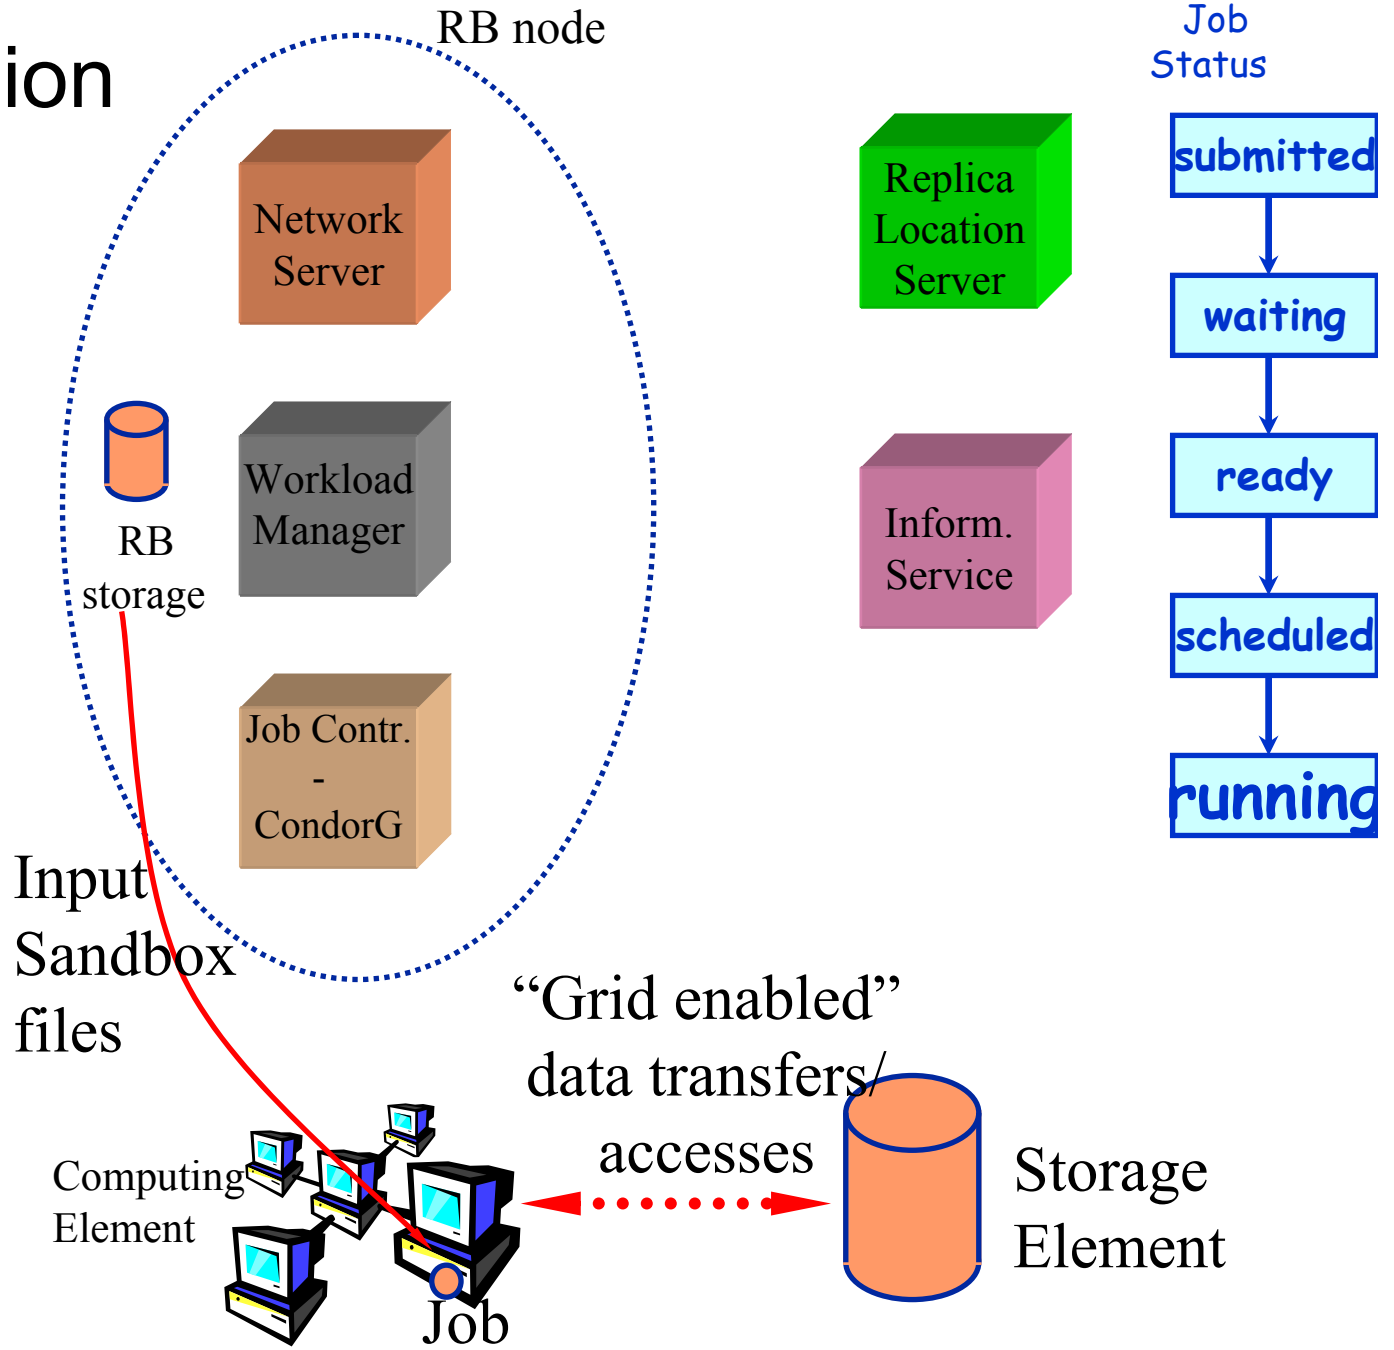 ion
RB node
Network
Server
RB
storage
Workload
Manager
Job Contr.
-
CondorG
Replica
Location
Server
Inform.
Service
Job
Status
submitted
waiting
ready
scheduled
running
Input
Sandbox
files
“Grid enabled”
data transfers/
accesses
Computing
Element
Job
Storage
Element